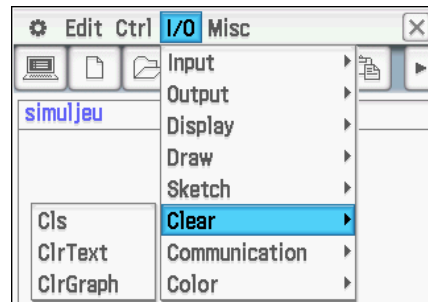 Edit Ctrl I/O Misc
simuljeu
Input
Output
Display
Draw
Sketch
Clear
Communication
Color
Cls
ClrText
ClrGraph